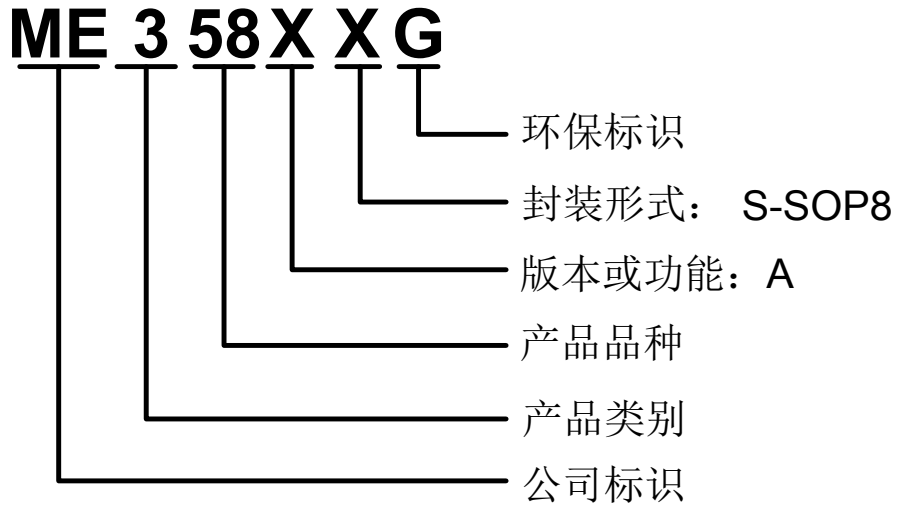 ME 3 58 X X G
环保标识
封装形式： S-SOP8
版本或功能：A
产品品种
产品类别
公司标识